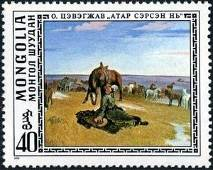 О. ЦЭВЭГЖАВ „АТАР СЭРСЭН НЬ"
MONGOLIA
МОНГОЛ ШУУДАН
40